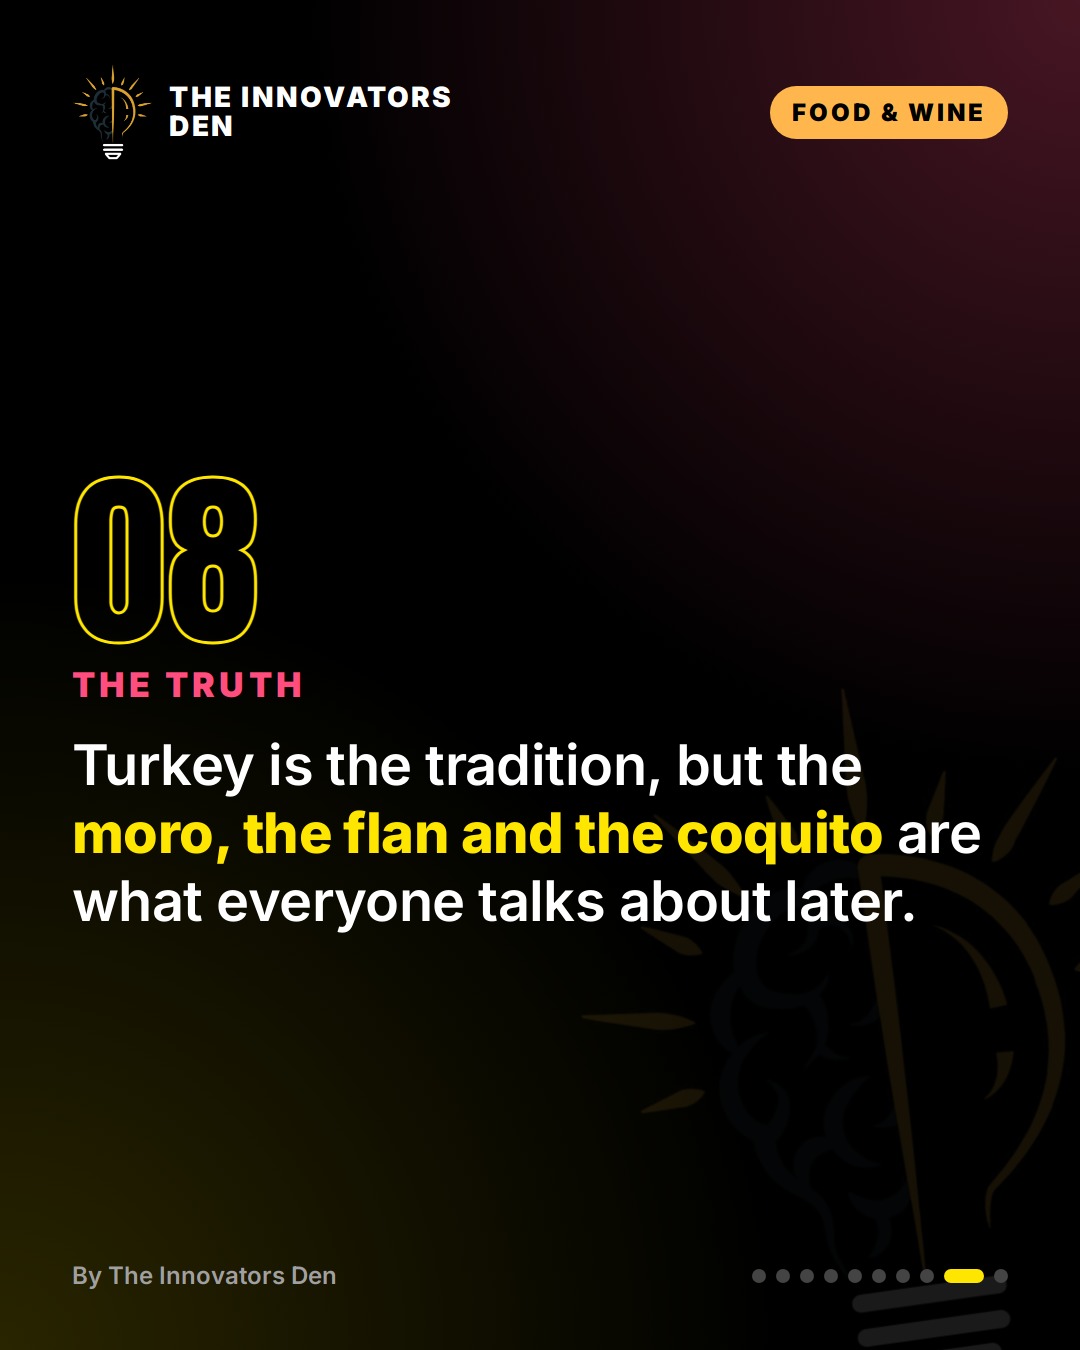 THE INNOVATORS
DEN
FOOD & WINE
08
THE TRUTH
Turkey is the tradition, but the
moro, the flan and the coquito are
what everyone talks about later.
By The Innovators Den